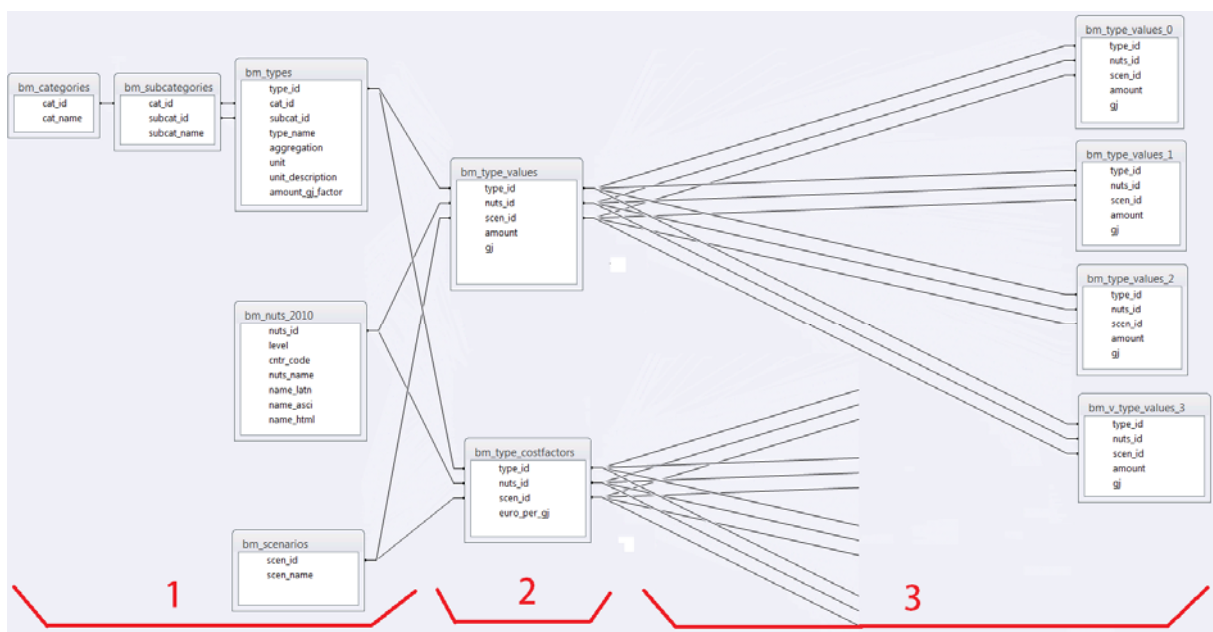 bm_categories
cat_id
cat_name
bm_subcategories
cat_id
subcat_id
subcat_name
bm_types
type_id
cat_id
subcat_id
type_name
aggregation
unit
unit_description
amount_gj_factor
bm_nuts_2010
nuts_id
level
cntr_code
nuts_name
name_latn
name_asci
name_html
bm_scenarios
scen_id
scen_name
bm_type_values
type_id
nuts_id
scen_id
amount
gj
bm_type_costfactors
type_id
nuts_id
scen_id
euro_per_gj
bm_type_values_0
type_id
nuts_id
scen_id
amount
gj
bm_type_values_1
type_id
nuts_id
scen_id
amount
gj
bm_type_values_2
type_id
nuts_id
scen_id
amount
gj
bm_v_type_values_3
type_id
nuts_id
scen_id
amount
gj
1
2
3